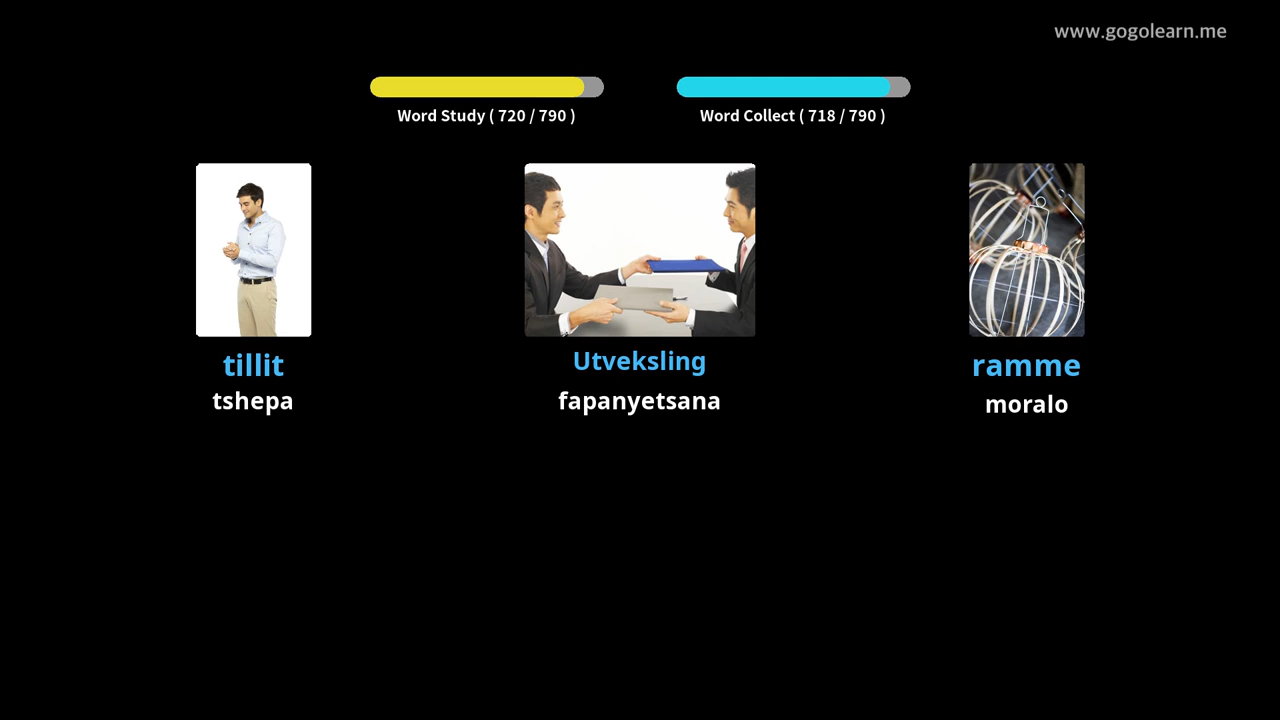 www.gogolearn.me
Word Study ( 720 / 790 )
Word Collect ( 718 / 790 )
tillit
tshepa
Utveksling
fapanyetsana
ramme
moralo